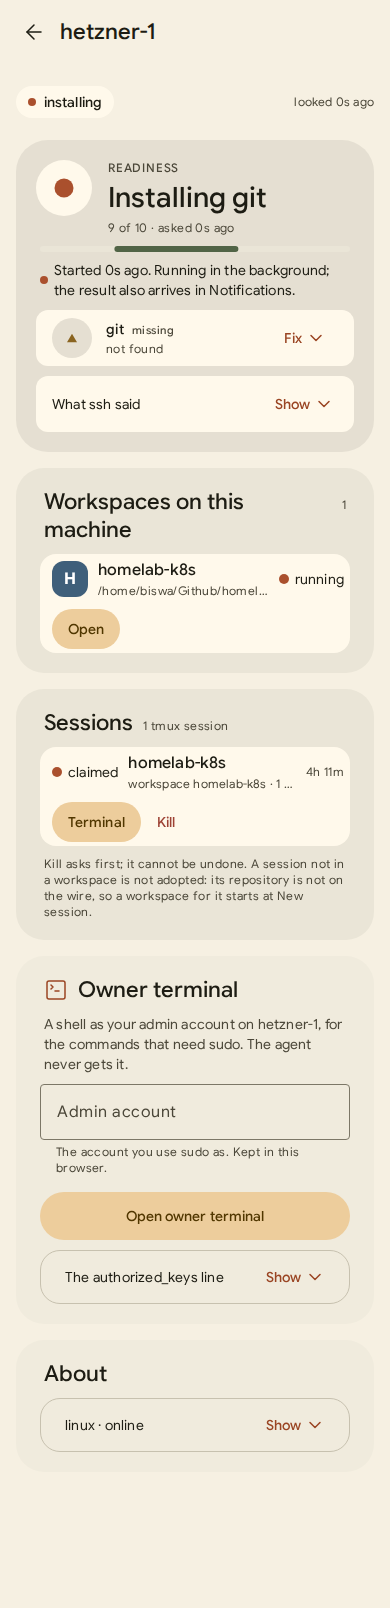 hetzner-1
installing
looked 0s ago
READINESS
Installing git
9 of 10 · asked 0s ago
Started 0s ago. Running in the background;
the result also arrives in Notifications.
git missing
not found
Fix
What ssh said
Show
Workspaces on this
machine
1
H
homelab-k8s
/home/biswa/Github/homel...
running
Open
Sessions 1 tmux session
claimed
homelab-k8s
workspace homelab-k8s · 1 ...
4h 11m
Terminal
Kill
Kill asks first; it cannot be undone. A session not in
a workspace is not adopted: its repository is not on
the wire, so a workspace for it starts at New
session.
Owner terminal
A shell as your admin account on hetzner-1, for
the commands that need sudo. The agent
never gets it.
Admin account
The account you use sudo as. Kept in this
browser.
Open owner terminal
The authorized_keys line
Show
About
linux · online
Show